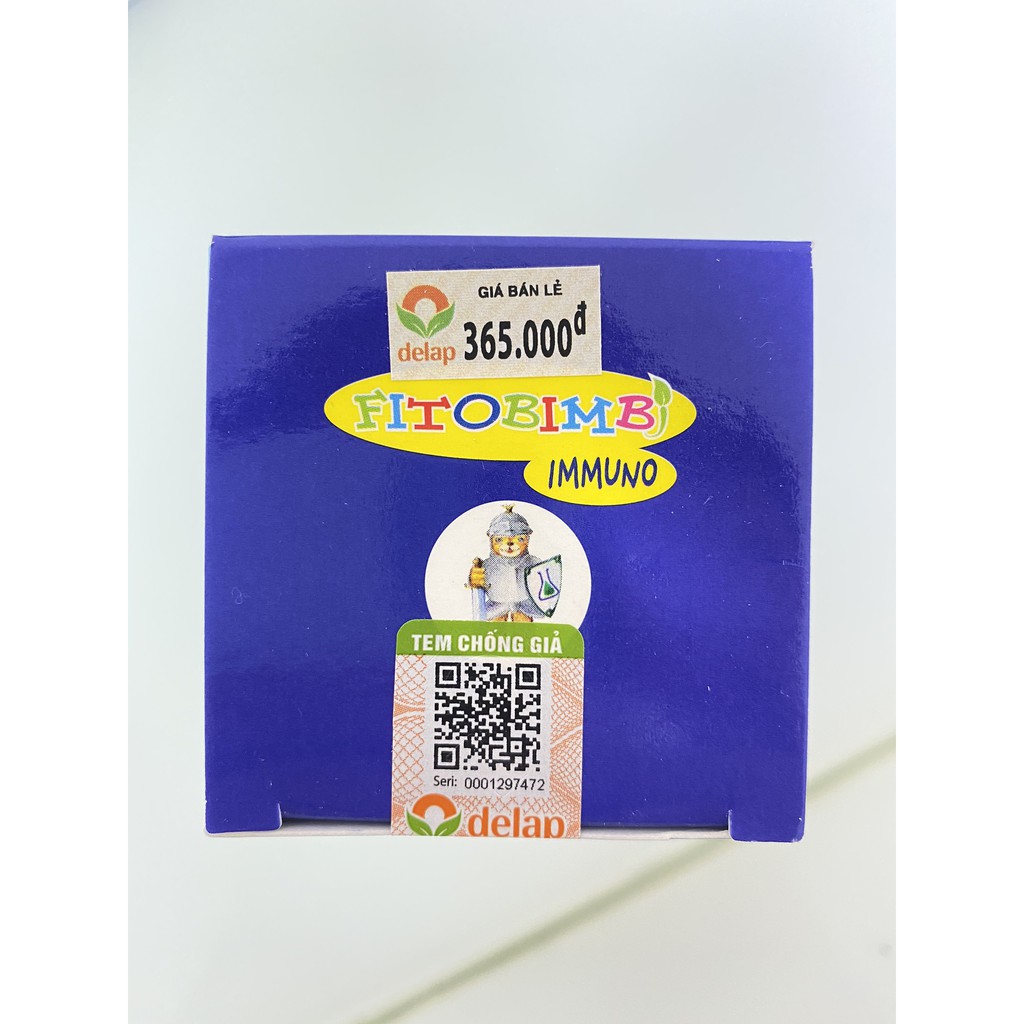 GIÁ BÁN LẺ
delap 365.000đ
FITOBIMBI
IMMUNO
TEM CHỐNG GIẢ
Seri: 0001297472
delap